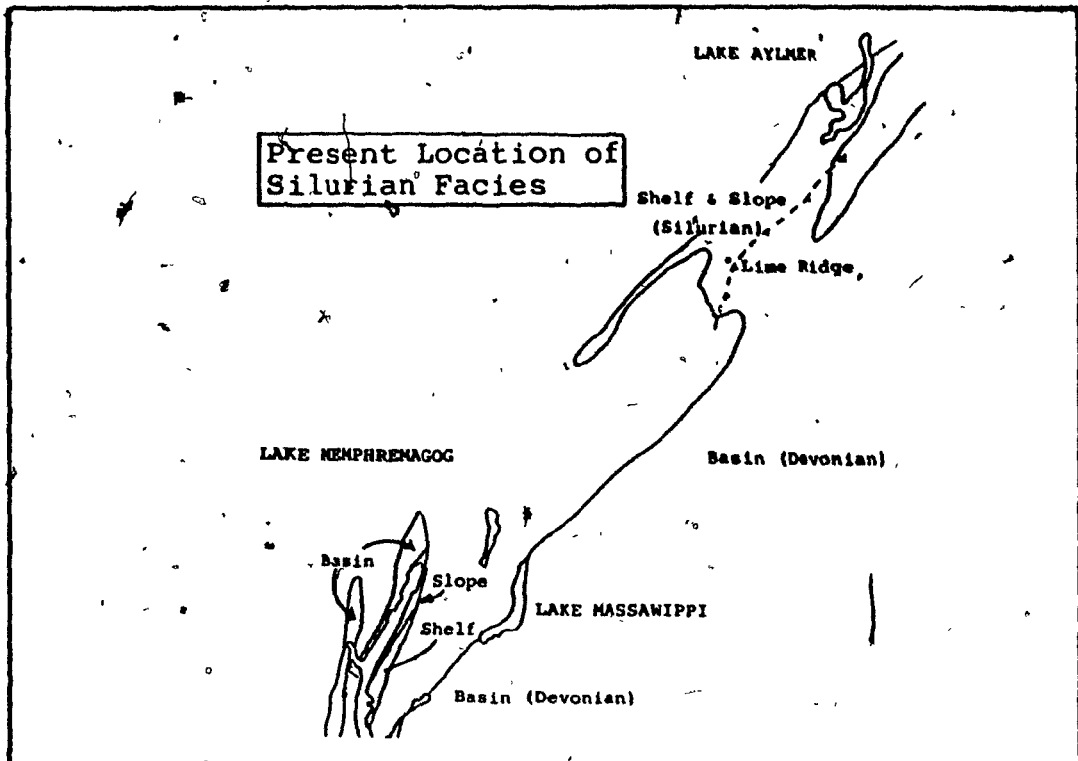 LAKE AYLMER
Present Location of
Silurian Facies
Shelf & Slope
(Silurian)
Lime Ridge
LAKE MEMPHREMAGOG
Basin (Devonian)
Basin
Slope
LAKE MASSAWIPPI
Shelf
Basin (Devonian)